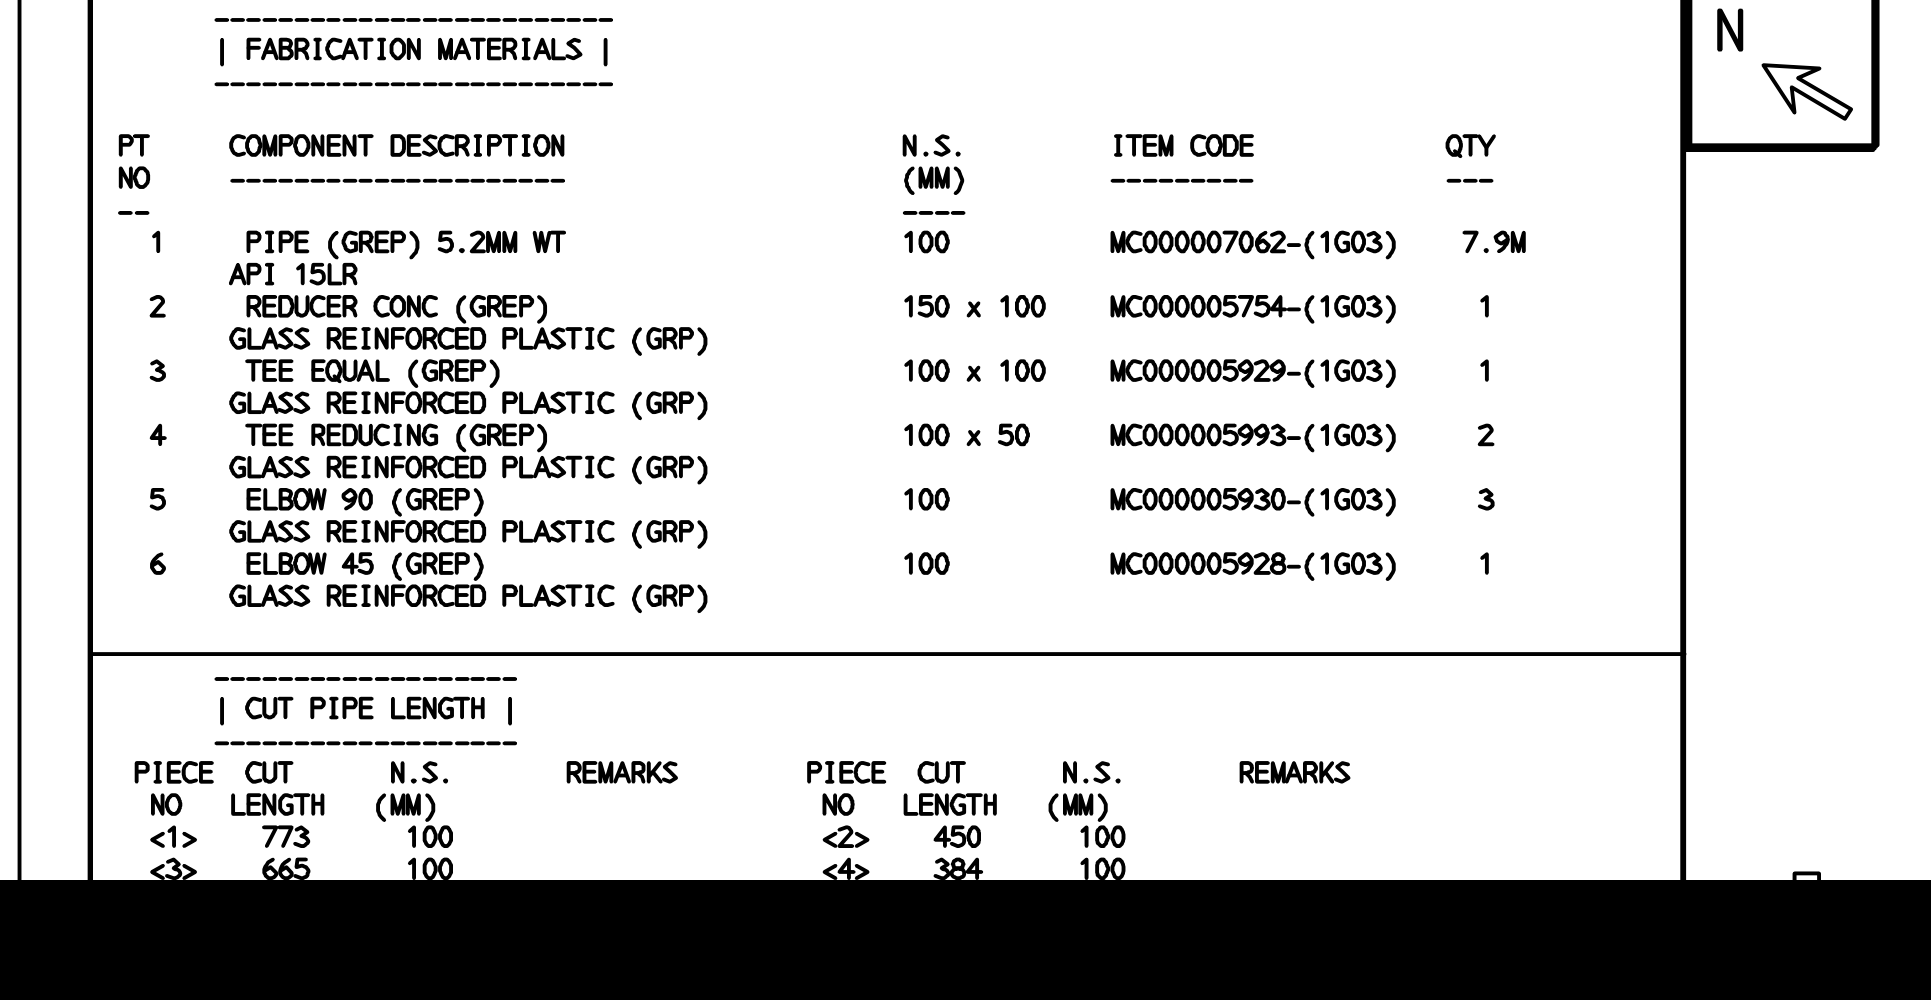 -------------------------
| FABRICATION MATERIALS |
-------------------------
N
PT COMPONENT DESCRIPTION N.S. ITEM CODE QTY
NO --------------------- (MM) --------- ---
-- ----
1 PIPE (GREP) 5.2MM WT 100 MC000007062-(1G03) 7.9M
API 15LR
2 REDUCER CONC (GREP) 150 x 100 MC000005754-(1G03) 1
GLASS REINFORCED PLASTIC (GRP)
3 TEE EQUAL (GREP) 100 x 100 MC000005929-(1G03) 1
GLASS REINFORCED PLASTIC (GRP)
4 TEE REDUCING (GREP) 100 x 50 MC000005993-(1G03) 2
GLASS REINFORCED PLASTIC (GRP)
5 ELBOW 90 (GREP) 100 MC000005930-(1G03) 3
GLASS REINFORCED PLASTIC (GRP)
6 ELBOW 45 (GREP) 100 MC000005928-(1G03) 1
GLASS REINFORCED PLASTIC (GRP)
-------------------
| CUT PIPE LENGTH |
-------------------
PIECE CUT N.S. REMARKS PIECE CUT N.S. REMARKS
NO LENGTH (MM) NO LENGTH (MM)
<1> 773 100 <2> 450 100
<3> 665 100 <4> 384 100